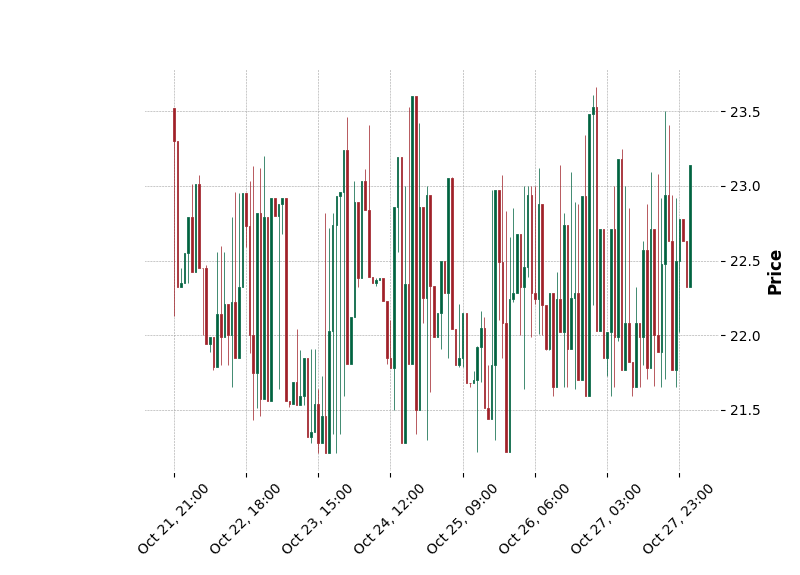 23.5
23.0
22.5
22.0
21.5
Price
Oct 21, 21:00
Oct 22, 18:00
Oct 23, 15:00
Oct 24, 12:00
Oct 25, 09:00
Oct 26, 06:00
Oct 27, 03:00
Oct 27, 23:00